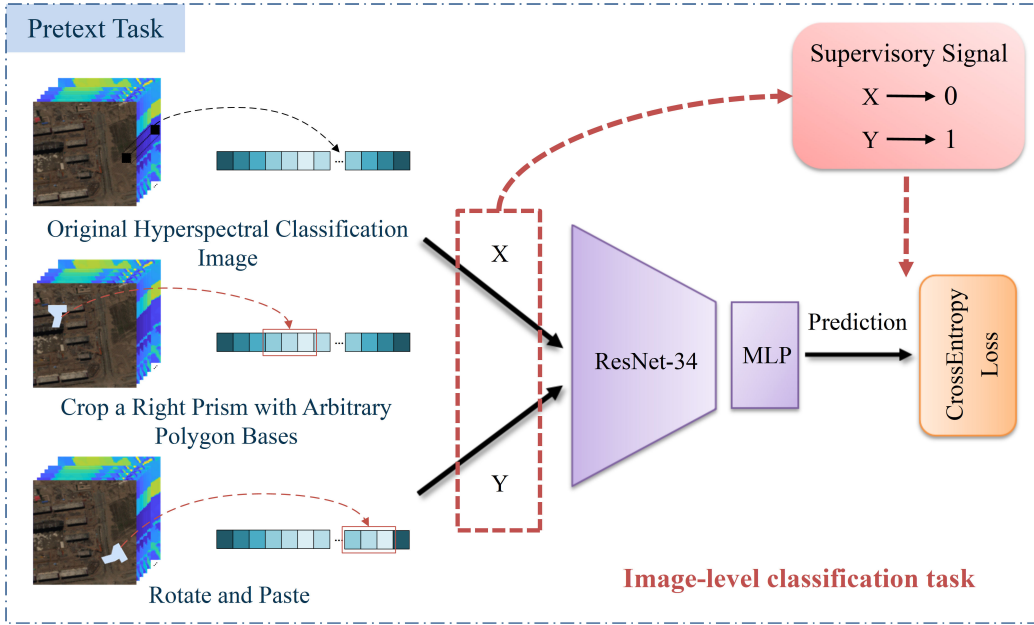 Pretext Task
Supervisory Signal
X 0
Y 1
...
Original Hyperspectral Classification
Image
X
...
Crop a Right Prism with Arbitrary
Polygon Bases
ResNet-34
MLP
Prediction
CrossEntropy
Loss
Y
...
Rotate and Paste
Image-level classification task